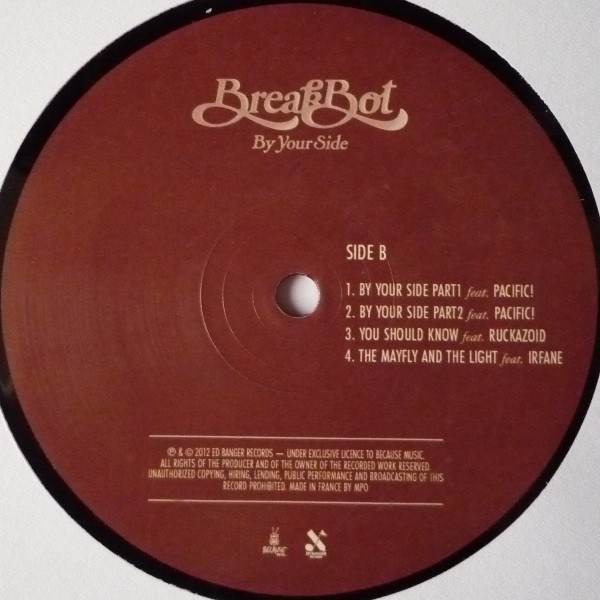 BreakBot
By Your Side
SIDE B
1. BY YOUR SIDE PART1 feat. PACIFIC!
2. BY YOUR SIDE PART2 feat. PACIFIC!
3. YOU SHOULD KNOW feat. RUCKAZOID
4. THE MAYFLY AND THE LIGHT feat. IRFANE
℗ & © 2012 ED BANGER RECORDS — UNDER EXCLUSIVE LICENCE TO BECAUSE MUSIC.
ALL RIGHTS OF THE PRODUCER AND OF THE OWNER OF THE RECORDED WORK RESERVED.
UNAUTHORIZED COPYING, HIRING, LENDING, PUBLIC PERFORMANCE AND BROADCASTING OF THIS
RECORD PROHIBITED. MADE IN FRANCE BY MPO
BECAUSE